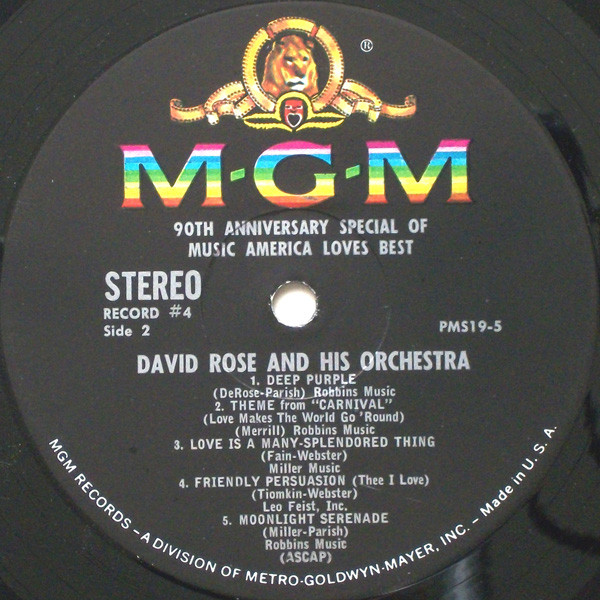 ®
M·G·M
90TH ANNIVERSARY SPECIAL OF
MUSIC AMERICA LOVES BEST
STEREO
RECORD #4
Side 2
PMS19-5
DAVID ROSE AND HIS ORCHESTRA
1. DEEP PURPLE
(DeRose-Parish) Robbins Music
2. THEME from "CARNIVAL"
(Love Makes The World Go 'Round)
(Merrill) Robbins Music
3. LOVE IS A MANY-SPLENDORED THING
(Fain-Webster)
Miller Music
4. FRIENDLY PERSUASION (Thee I Love)
(Tiomkin-Webster)
Leo Feist, Inc.
5. MOONLIGHT SERENADE
(Miller-Parish)
Robbins Music
(ASCAP)
MGM RECORDS – A DIVISION OF METRO-GOLDWYN-MAYER, INC. – Made in U. S. A.